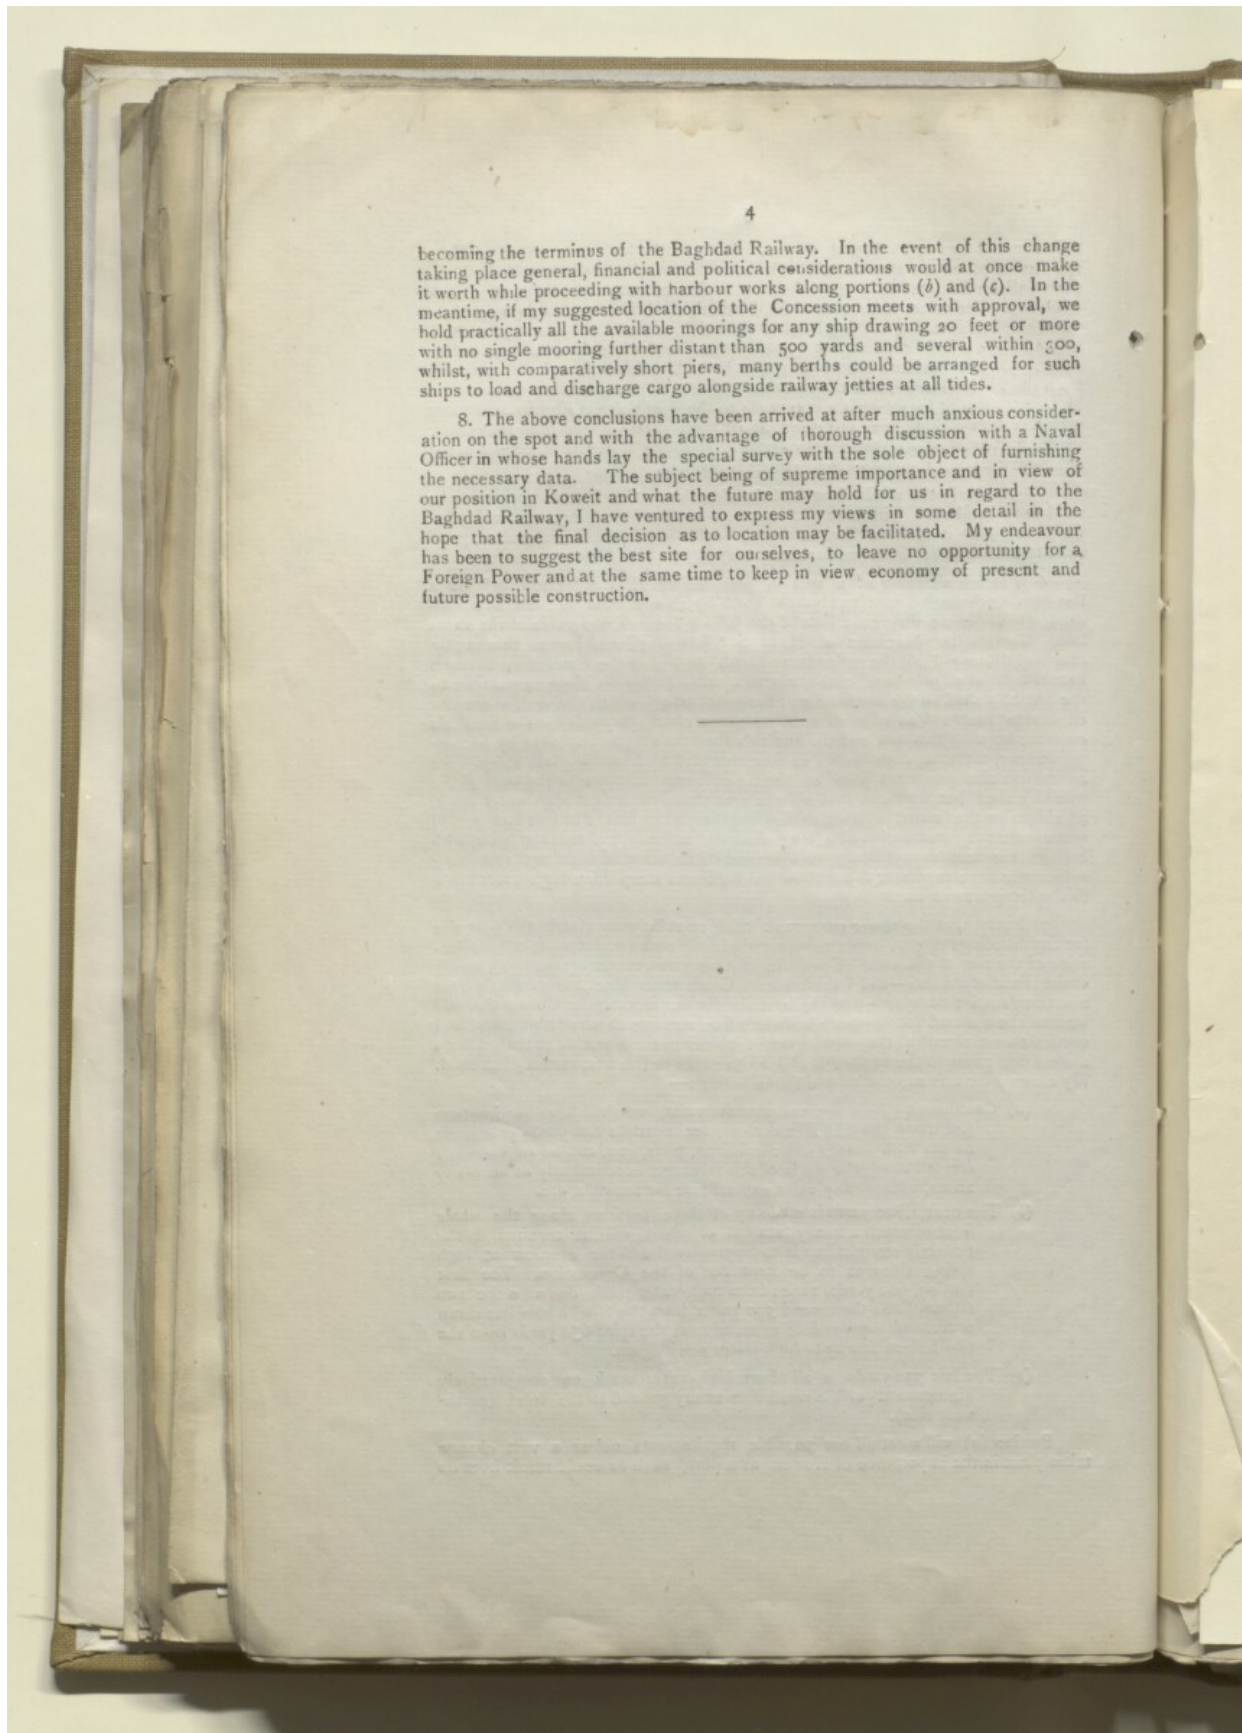 4
becoming the terminus of the Baghdad Railway. In the event of this change
taking place general, financial and political considerations would at once make
it worth while proceeding with harbour works along portions (b) and (c). In the
meantime, if my suggested location of the Concession meets with approval, we
hold practically all the available moorings for any ship drawing 20 feet or more
with no single mooring further distant than 500 yards and several within 300,
whilst, with comparatively short piers, many berths could be arranged for such
ships to load and discharge cargo alongside railway jetties at all tides.
8. The above conclusions have been arrived at after much anxious consider-
ation on the spot and with the advantage of thorough discussion with a Naval
Officer in whose hands lay the special survey with the sole object of furnishing
the necessary data. The subject being of supreme importance and in view of
our position in Koweit and what the future may hold for us in regard to the
Baghdad Railway, I have ventured to express my views in some detail in the
hope that the final decision as to location may be facilitated. My endeavour
has been to suggest the best site for ourselves, to leave no opportunity for a
Foreign Power and at the same time to keep in view economy of present and
future possible construction.